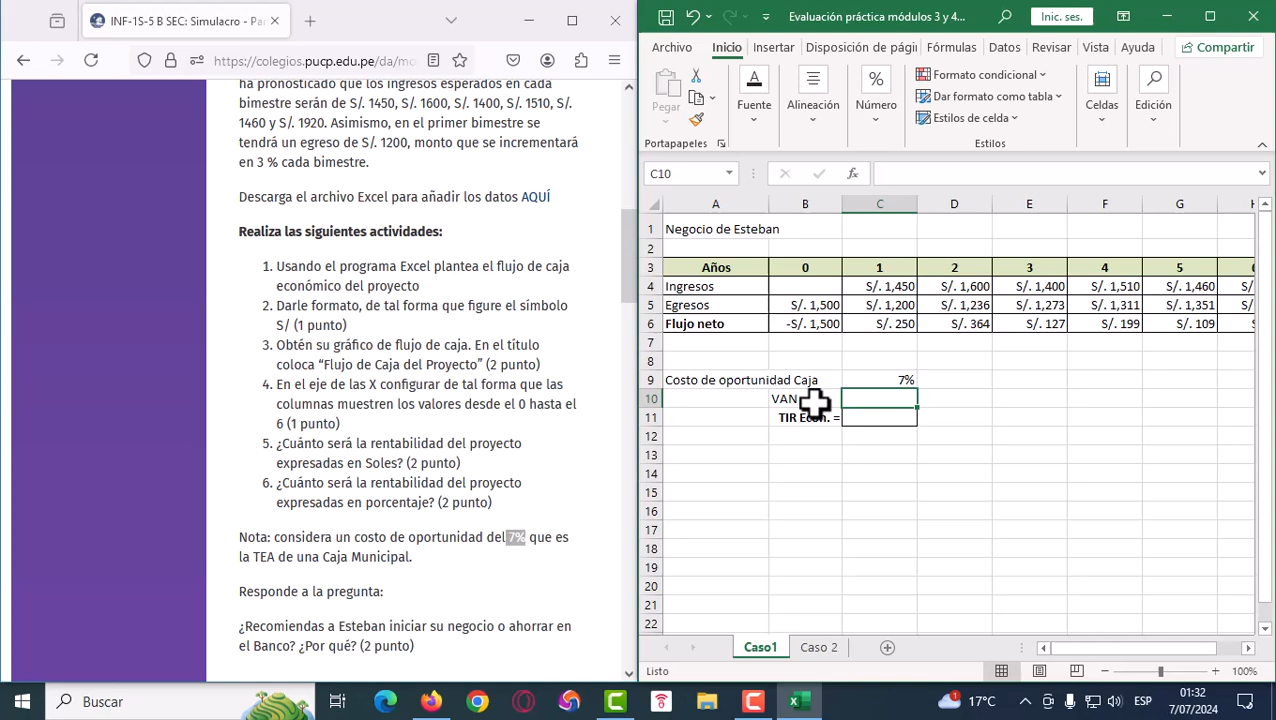 INF-1S-5 B SEC: Simulacro - Par
https://colegios.pucp.edu.pe/da/mo
ha pronosticado que los ingresos esperados en cada
bimestre serán de S/. 1450, S/. 1600, S/. 1400, S/. 1510, S/.
1460 y S/. 1920. Asimismo, en el primer bimestre se
tendrá un egreso de S/. 1200, monto que se incrementará
en 3 % cada bimestre.
Descarga el archivo Excel para añadir los datos AQUÍ
Realiza las siguientes actividades:
1. Usando el programa Excel plantea el flujo de caja
económico del proyecto
2. Darle formato, de tal forma que figure el símbolo
S/ (1 punto)
3. Obtén su gráfico de flujo de caja. En el título
coloca “Flujo de Caja del Proyecto” (2 punto)
4. En el eje de las X configurar de tal forma que las
columnas muestren los valores desde el 0 hasta el
6 (1 punto)
5. ¿Cuánto será la rentabilidad del proyecto
expresadas en Soles? (2 punto)
6. ¿Cuánto será la rentabilidad del proyecto
expresadas en porcentaje? (2 punto)
Nota: considera un costo de oportunidad del 7% que es
la TEA de una Caja Municipal.
Responde a la pregunta:
¿Recomiendas a Esteban iniciar su negocio o ahorrar en
el Banco? ¿Por qué? (2 punto)
Evaluación práctica módulos 3 y 4... Inic. ses.
Archivo Inicio Insertar Disposición de pági Fórmulas Datos Revisar Vista Ayuda Compartir
Pegar Fuente Alineación Número Formato condicional Celdas Edición
Dar formato como tabla
Estilos de celda
Portapapeles Estilos
C10 fx
A B C D E F G
1 Negocio de Esteban
2
3 Años 0 1 2 3 4 5
4 Ingresos S/. 1,450 S/. 1,600 S/. 1,400 S/. 1,510 S/. 1,460 S/.
5 Egresos S/. 1,500 S/. 1,200 S/. 1,236 S/. 1,273 S/. 1,311 S/. 1,351 S/.
6 Flujo neto -S/. 1,500 S/. 250 S/. 364 S/. 127 S/. 199 S/. 109 S/.
7
8
9 Costo de oportunidad Caja 7%
10 VAN
11 TIR Econ. =
12
13
14
15
16
17
18
19
20
21
22
Caso1 Caso 2
Listo 100%
Buscar 1 17°C ESP 01:32
7/07/2024